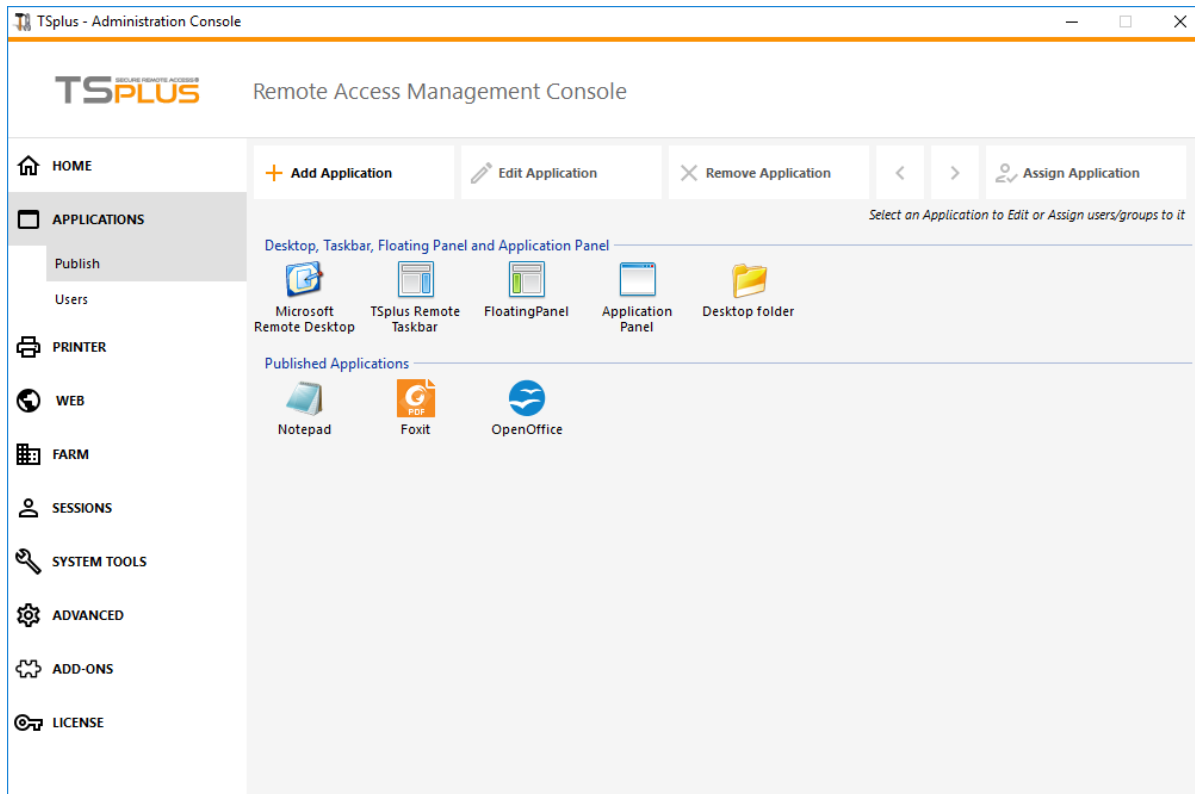 TSplus - Administration Console
TSPLUS
SECURE REMOTE ACCESS®
Remote Access Management Console
HOME
APPLICATIONS
Publish
Users
PRINTER
WEB
FARM
SESSIONS
SYSTEM TOOLS
ADVANCED
ADD-ONS
LICENSE
Add Application
Edit Application
Remove Application
Assign Application
Select an Application to Edit or Assign users/groups to it
Desktop, Taskbar, Floating Panel and Application Panel
Microsoft
Remote Desktop
TSplus Remote
Taskbar
FloatingPanel
Application
Panel
Desktop folder
Published Applications
Notepad
PDF
Foxit
OpenOffice